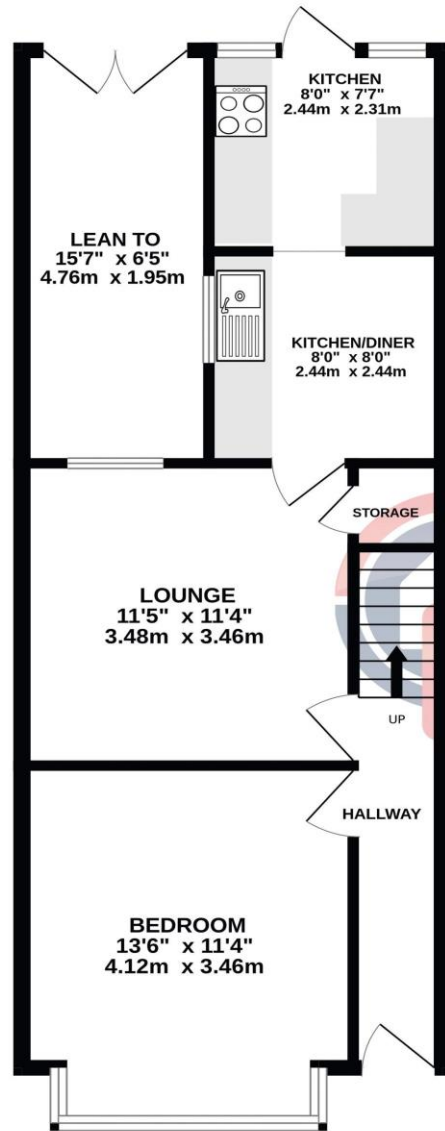 KITCHEN
8'0" x 7'7"
2.44m x 2.31m
LEAN TO
15'7" x 6'5"
4.76m x 1.95m
KITCHEN/DINER
8'0" x 8'0"
2.44m x 2.44m
STORAGE
LOUNGE
11'5" x 11'4"
3.48m x 3.46m
UP
HALLWAY
BEDROOM
13'6" x 11'4"
4.12m x 3.46m